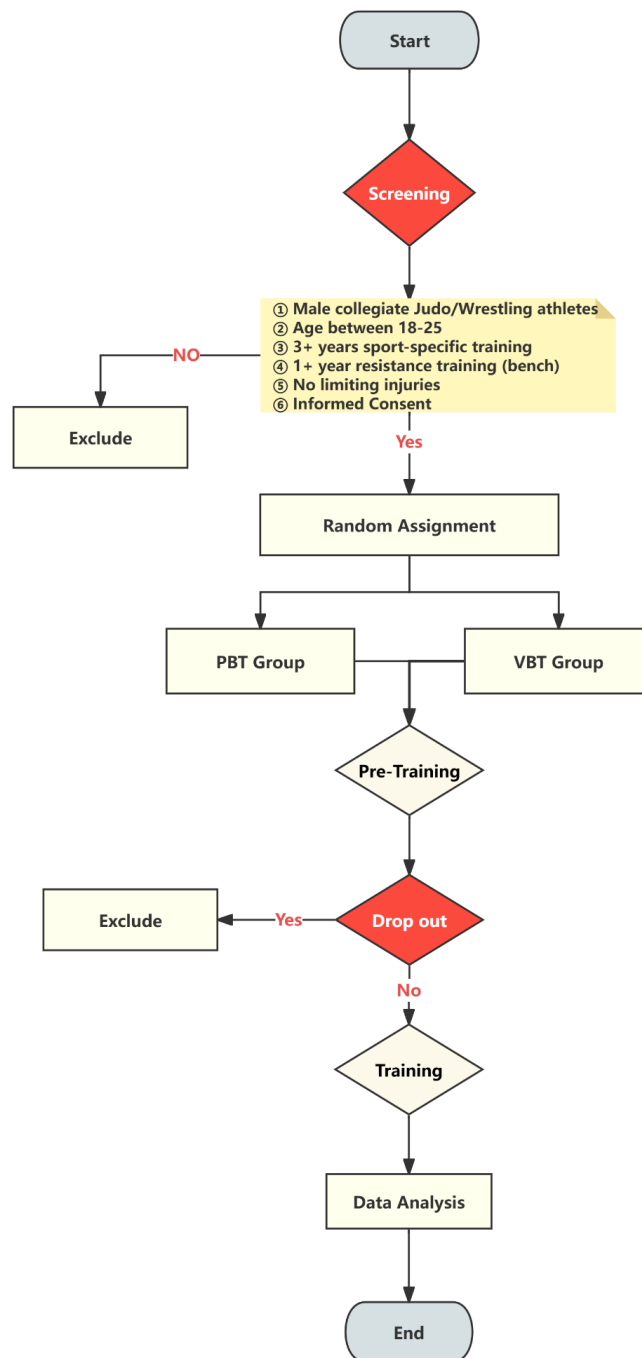 Start
Screening
① Male collegiate Judo/Wrestling athletes
② Age between 18-25
③ 3+ years sport-specific training
④ 1+ year resistance training (bench)
⑤ No limiting injuries
⑥ Informed Consent
NO
Exclude
Yes
Random Assignment
PBT Group
VBT Group
Pre-Training
Drop out
Yes
Exclude
No
Training
Data Analysis
End